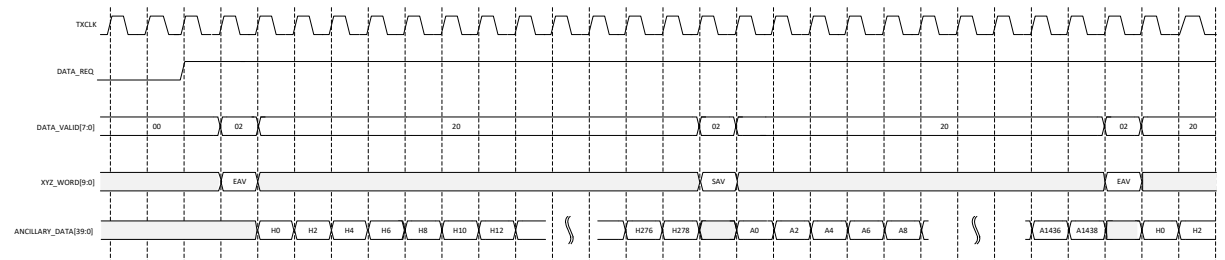 TXCLK
DATA_REQ
DATA_VALID[7:0] 00 02 20 02 20 02 20
XYZ_WORD[9:0] EAV SAV EAV
ANCILLARY_DATA[39:0] H0 H2 H4 H6 H8 H10 H12 H276 H278 A0 A2 A4 A6 A8 A1436 A1438 H0 H2